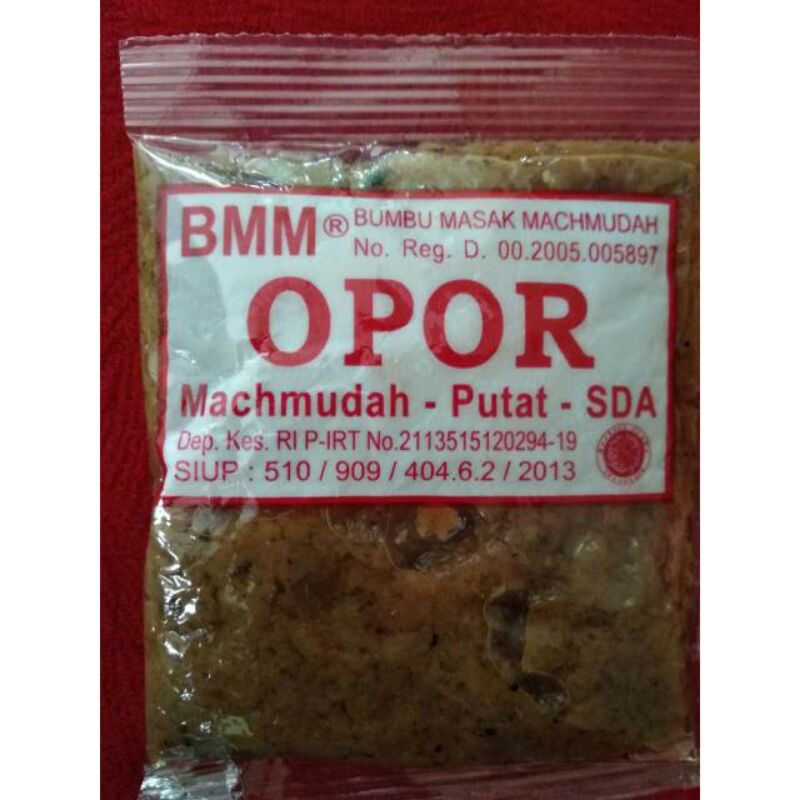 BMM® BUMBU MASAK MACHMUDAH
No. Reg. D. 00.2005.005897
OPOR
Machmudah - Putat - SDA
Dep. Kes. RI P-IRT No.2113515120294-19
SIUP : 510 / 909 / 404.6.2 / 2013